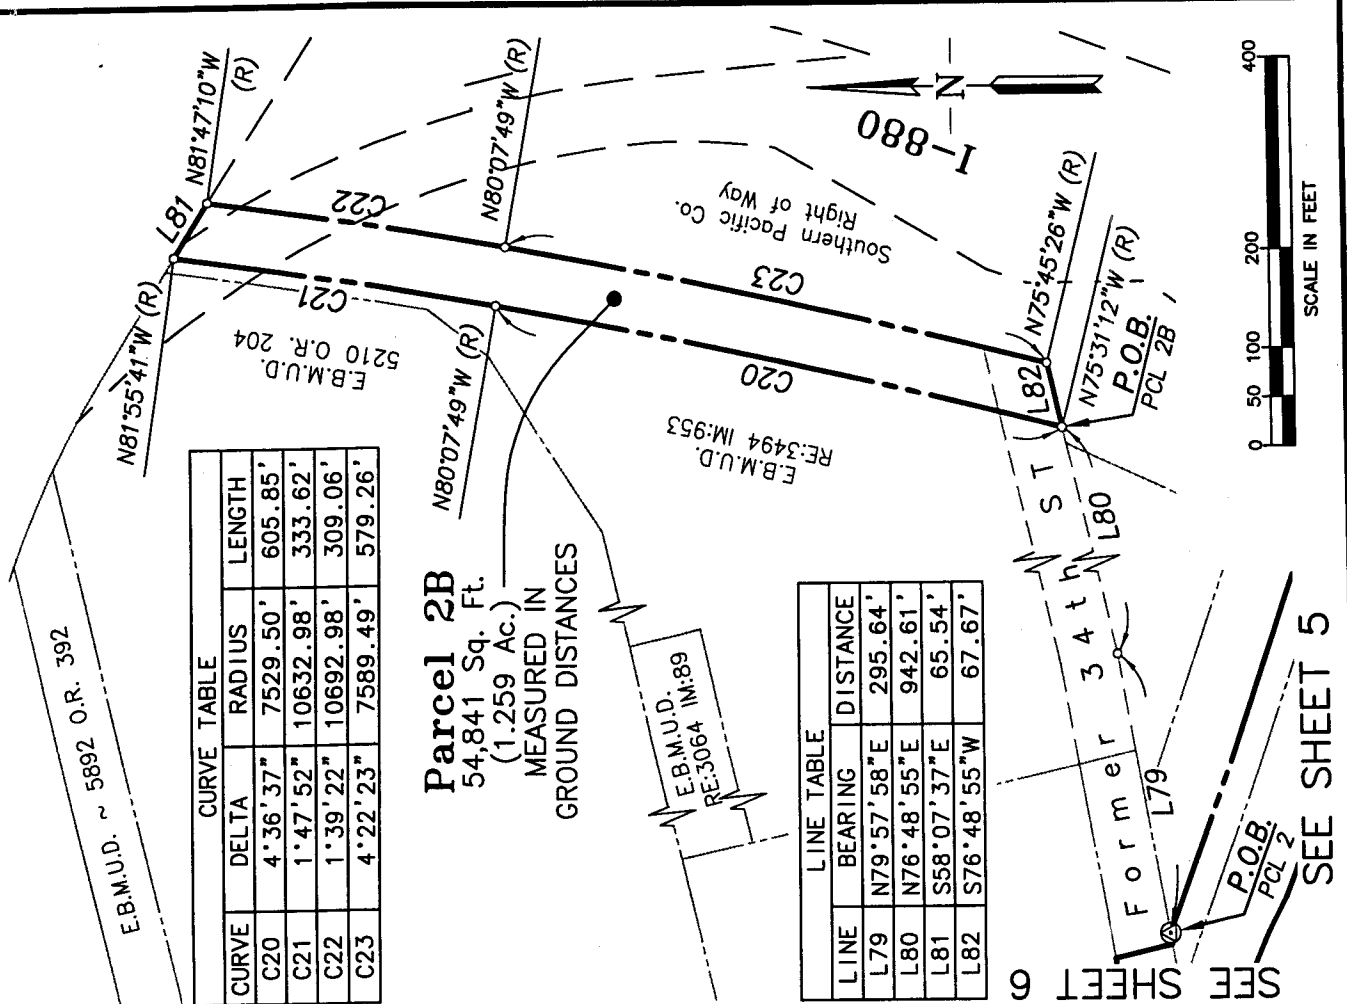 N81°47'10"W
(R)
L81
N80°07'49"W (R)
C22
I-880
N
Southern Pacific Co.
Right of Way
C23
C21
N81°55'41"W (R)
E.B.M.U.D.
5210 O.R. 204
N80°07'49"W (R)
C20
E.B.M.U.D.
RE:3494 IM:953
N75°45'26"W (R)
N75°31'12"W (R)
P.O.B.
PCL 2B
L82
L80
0 50 100 200 400
SCALE IN FEET
E.B.M.U.D. ~ 5892 O.R. 392
CURVE TABLE
CURVE DELTA RADIUS LENGTH
C20 4°36'37" 7529.50' 605.85'
C21 1°47'52" 10632.98' 333.62'
C22 1°39'22" 10692.98' 309.06'
C23 4°22'23" 7589.49' 579.26'
Parcel 2B
54,841 Sq. Ft.
(1.259 Ac.)
MEASURED IN
GROUND DISTANCES
E.B.M.U.D.
RE:3064 IM:89
LINE TABLE
LINE BEARING DISTANCE
L79 N79°57'58"E 295.64'
L80 N76°48'55"E 942.61'
L81 S58°07'37"E 65.54'
L82 S76°48'55"W 67.67'
Former 34th ST
L79
P.O.B.
PCL 2
SEE SHEET 5
SEE SHEET 6